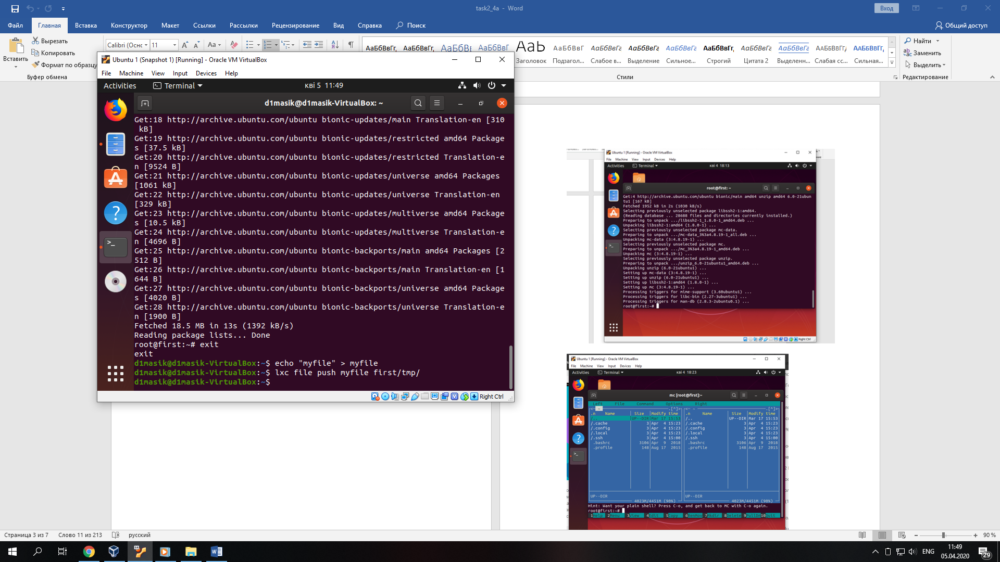 task2_4a - Word
Вход
Файл Главная Вставка Конструктор Макет Ссылки Рассылки Рецензирование Вид Справка Поиск
Общий доступ
Вставить
Вырезать
Копировать
Формат по образцу
Буфер обмена
Calibri (Оснс 11
АаБбВвГг, АаБбВвГг, АаБбВв АаБбВвГ АаЬ АаБбВвГ АаБбВвГг АаБбВвГг АаБбВвГг АаБбВвГг, АаБбВвГг АаБбВвГг ААББВВГГ, ААББВВГГ,
Заголовок Подзагол... Слабое в... Выделение Сильное... Строгий Цитата 2 Выделенн... Слабая сс... Сильная...
Стили
Найти
Заменить
Выделить
Редактирование
Ubuntu 1 (Snapshot 1) [Running] - Oracle VM VirtualBox
File Machine View Input Devices Help
Activities Terminal кві 5 11:49
d1masik@d1masik-VirtualBox: ~
Get:18 http://archive.ubuntu.com/ubuntu bionic-updates/main Translation-en [310
kB]
Get:19 http://archive.ubuntu.com/ubuntu bionic-updates/restricted amd64 Package
s [37.5 kB]
Get:20 http://archive.ubuntu.com/ubuntu bionic-updates/restricted Translation-e
n [9524 B]
Get:21 http://archive.ubuntu.com/ubuntu bionic-updates/universe amd64 Packages
[1061 kB]
Get:22 http://archive.ubuntu.com/ubuntu bionic-updates/universe Translation-en
[329 kB]
Get:23 http://archive.ubuntu.com/ubuntu bionic-updates/multiverse amd64 Package
s [10.5 kB]
Get:24 http://archive.ubuntu.com/ubuntu bionic-updates/multiverse Translation-e
n [4696 B]
Get:25 http://archive.ubuntu.com/ubuntu bionic-backports/main amd64 Packages [2
512 B]
Get:26 http://archive.ubuntu.com/ubuntu bionic-backports/main Translation-en [1
644 B]
Get:27 http://archive.ubuntu.com/ubuntu bionic-backports/universe amd64 Package
s [4020 B]
Get:28 http://archive.ubuntu.com/ubuntu bionic-backports/universe Translation-e
n [1900 B]
Fetched 18.5 MB in 13s (1392 kB/s)
Reading package lists... Done
root@first:~# exit
exit
d1masik@d1masik-VirtualBox:~$ echo "myfile" > myfile
d1masik@d1masik-VirtualBox:~$ lxc file push myfile first/tmp/
d1masik@d1masik-VirtualBox:~$
Right Ctrl
Ubuntu 1 [Running] - Oracle VM VirtualBox
File Machine View Input Devices Help
Activities Terminal кві 4 18:13
root@first: ~
Get:4 http://archive.ubuntu.com/ubuntu bionic/main amd64 unzip amd64 6.0-21ubun
tu1 [167 kB]
Fetched 1952 kB in 2s (1030 kB/s)
Selecting previously unselected package libssh2-1:amd64.
(Reading database ... 28688 files and directories currently installed.)
Preparing to unpack .../libssh2-1_1.8.0-1_amd64.deb ...
Unpacking libssh2-1:amd64 (1.8.0-1) ...
Selecting previously unselected package mc-data.
Preparing to unpack .../mc-data_3%3a4.8.19-1_all.deb ...
Unpacking mc-data (3:4.8.19-1) ...
Selecting previously unselected package mc.
Preparing to unpack .../mc_3%3a4.8.19-1_amd64.deb ...
Unpacking mc (3:4.8.19-1) ...
Selecting previously unselected package unzip.
Preparing to unpack .../unzip_6.0-21ubuntu1_amd64.deb ...
Unpacking unzip (6.0-21ubuntu1) ...
Setting up mc-data (3:4.8.19-1) ...
Setting up unzip (6.0-21ubuntu1) ...
Setting up libssh2-1:amd64 (1.8.0-1) ...
Setting up mc (3:4.8.19-1) ...
Processing triggers for mime-support (3.60ubuntu1) ...
Processing triggers for libc-bin (2.27-3ubuntu1) ...
Processing triggers for man-db (2.8.3-2ubuntu0.1) ...
root@first:~#
Right Ctrl
Ubuntu 1 [Running] - Oracle VM VirtualBox
File Machine View Input Devices Help
Activities Terminal кві 4 18:23
mc [root@first]:~
Left File Command Options Right
.n Name Size Modify time .n Name Size Modify time
/.. UP--DIR Mar 17 15:53 /.. UP--DIR Mar 17 15:53
/.cache 3 Apr 4 15:23 /.cache 3 Apr 4 15:23
/.config 3 Apr 4 15:23 /.config 3 Apr 4 15:23
/.local 3 Apr 4 15:23 /.local 3 Apr 4 15:23
/.ssh 3 Apr 4 15:00 /.ssh 3 Apr 4 15:00
.bashrc 3106 Apr 9 2018 .bashrc 3106 Apr 9 2018
.profile 148 Aug 17 2015 .profile 148 Aug 17 2015
UP--DIR UP--DIR
4023M/4451M (90%) 4023M/4451M (90%)
Hint: Want your plain shell? Press C-o, and get back to MC with C-o again.
root@first:~#
1Help 2Menu 3View 4Edit 5Copy 6RenMov 7Mkdir 8Delete 9PullDn 10Quit
Страница 3 из 7 Слово 11 из 213 русский
90 %
ENG
11:49
05.04.2020
29